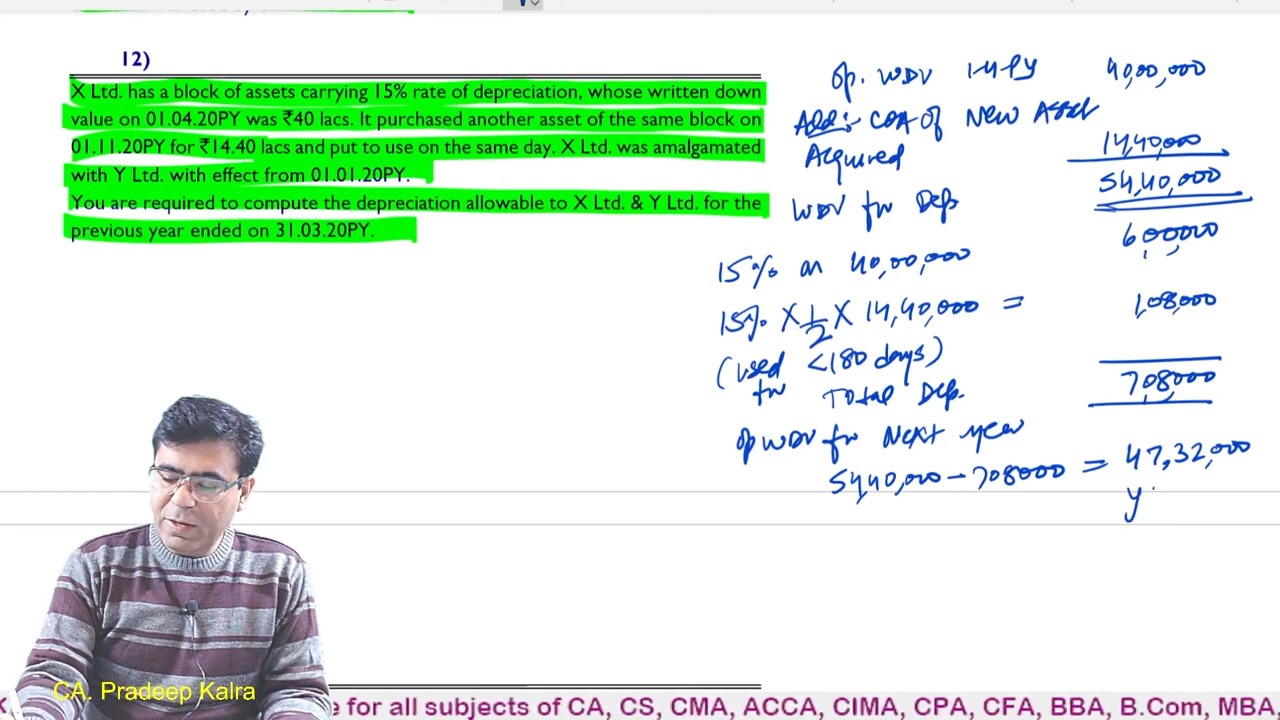 12)
X Ltd. has a block of assets carrying 15% rate of depreciation, whose written down
value on 01.04.20PY was ₹40 lacs. It purchased another asset of the same block on
01.11.20PY for ₹14.40 lacs and put to use on the same day. X Ltd. was amalgamated
with Y Ltd. with effect from 01.01.20PY.
You are required to compute the depreciation allowable to X Ltd. & Y Ltd. for the
previous year ended on 31.03.20PY.
Op. WDV 1-4-PY 40,00,000
Add:- Cost of New Asset
Acquired 14,40,000
54,40,000
WDV for Dep.
15% on 40,00,000 6,00,000
15% X 1/2 X 14,40,000 = 1,08,000
(used <180 days)
for
Total Dep. 7,08,000
Op WDV for Next year
54,40,000 - 708000 = 47,32,000
y
CA. Pradeep Kalra
e for all subjects of CA, CS, CMA, ACCA, CIMA, CPA, CFA, BBA, B.Com, MBA,